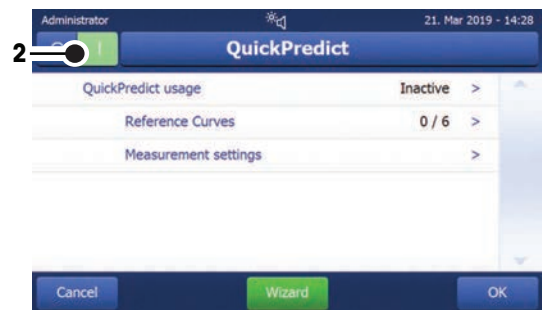 Administrator 21. Mar 2019 - 14:28
2 QuickPredict
QuickPredict usage Inactive >
Reference Curves 0 / 6 >
Measurement settings >
Cancel Wizard OK